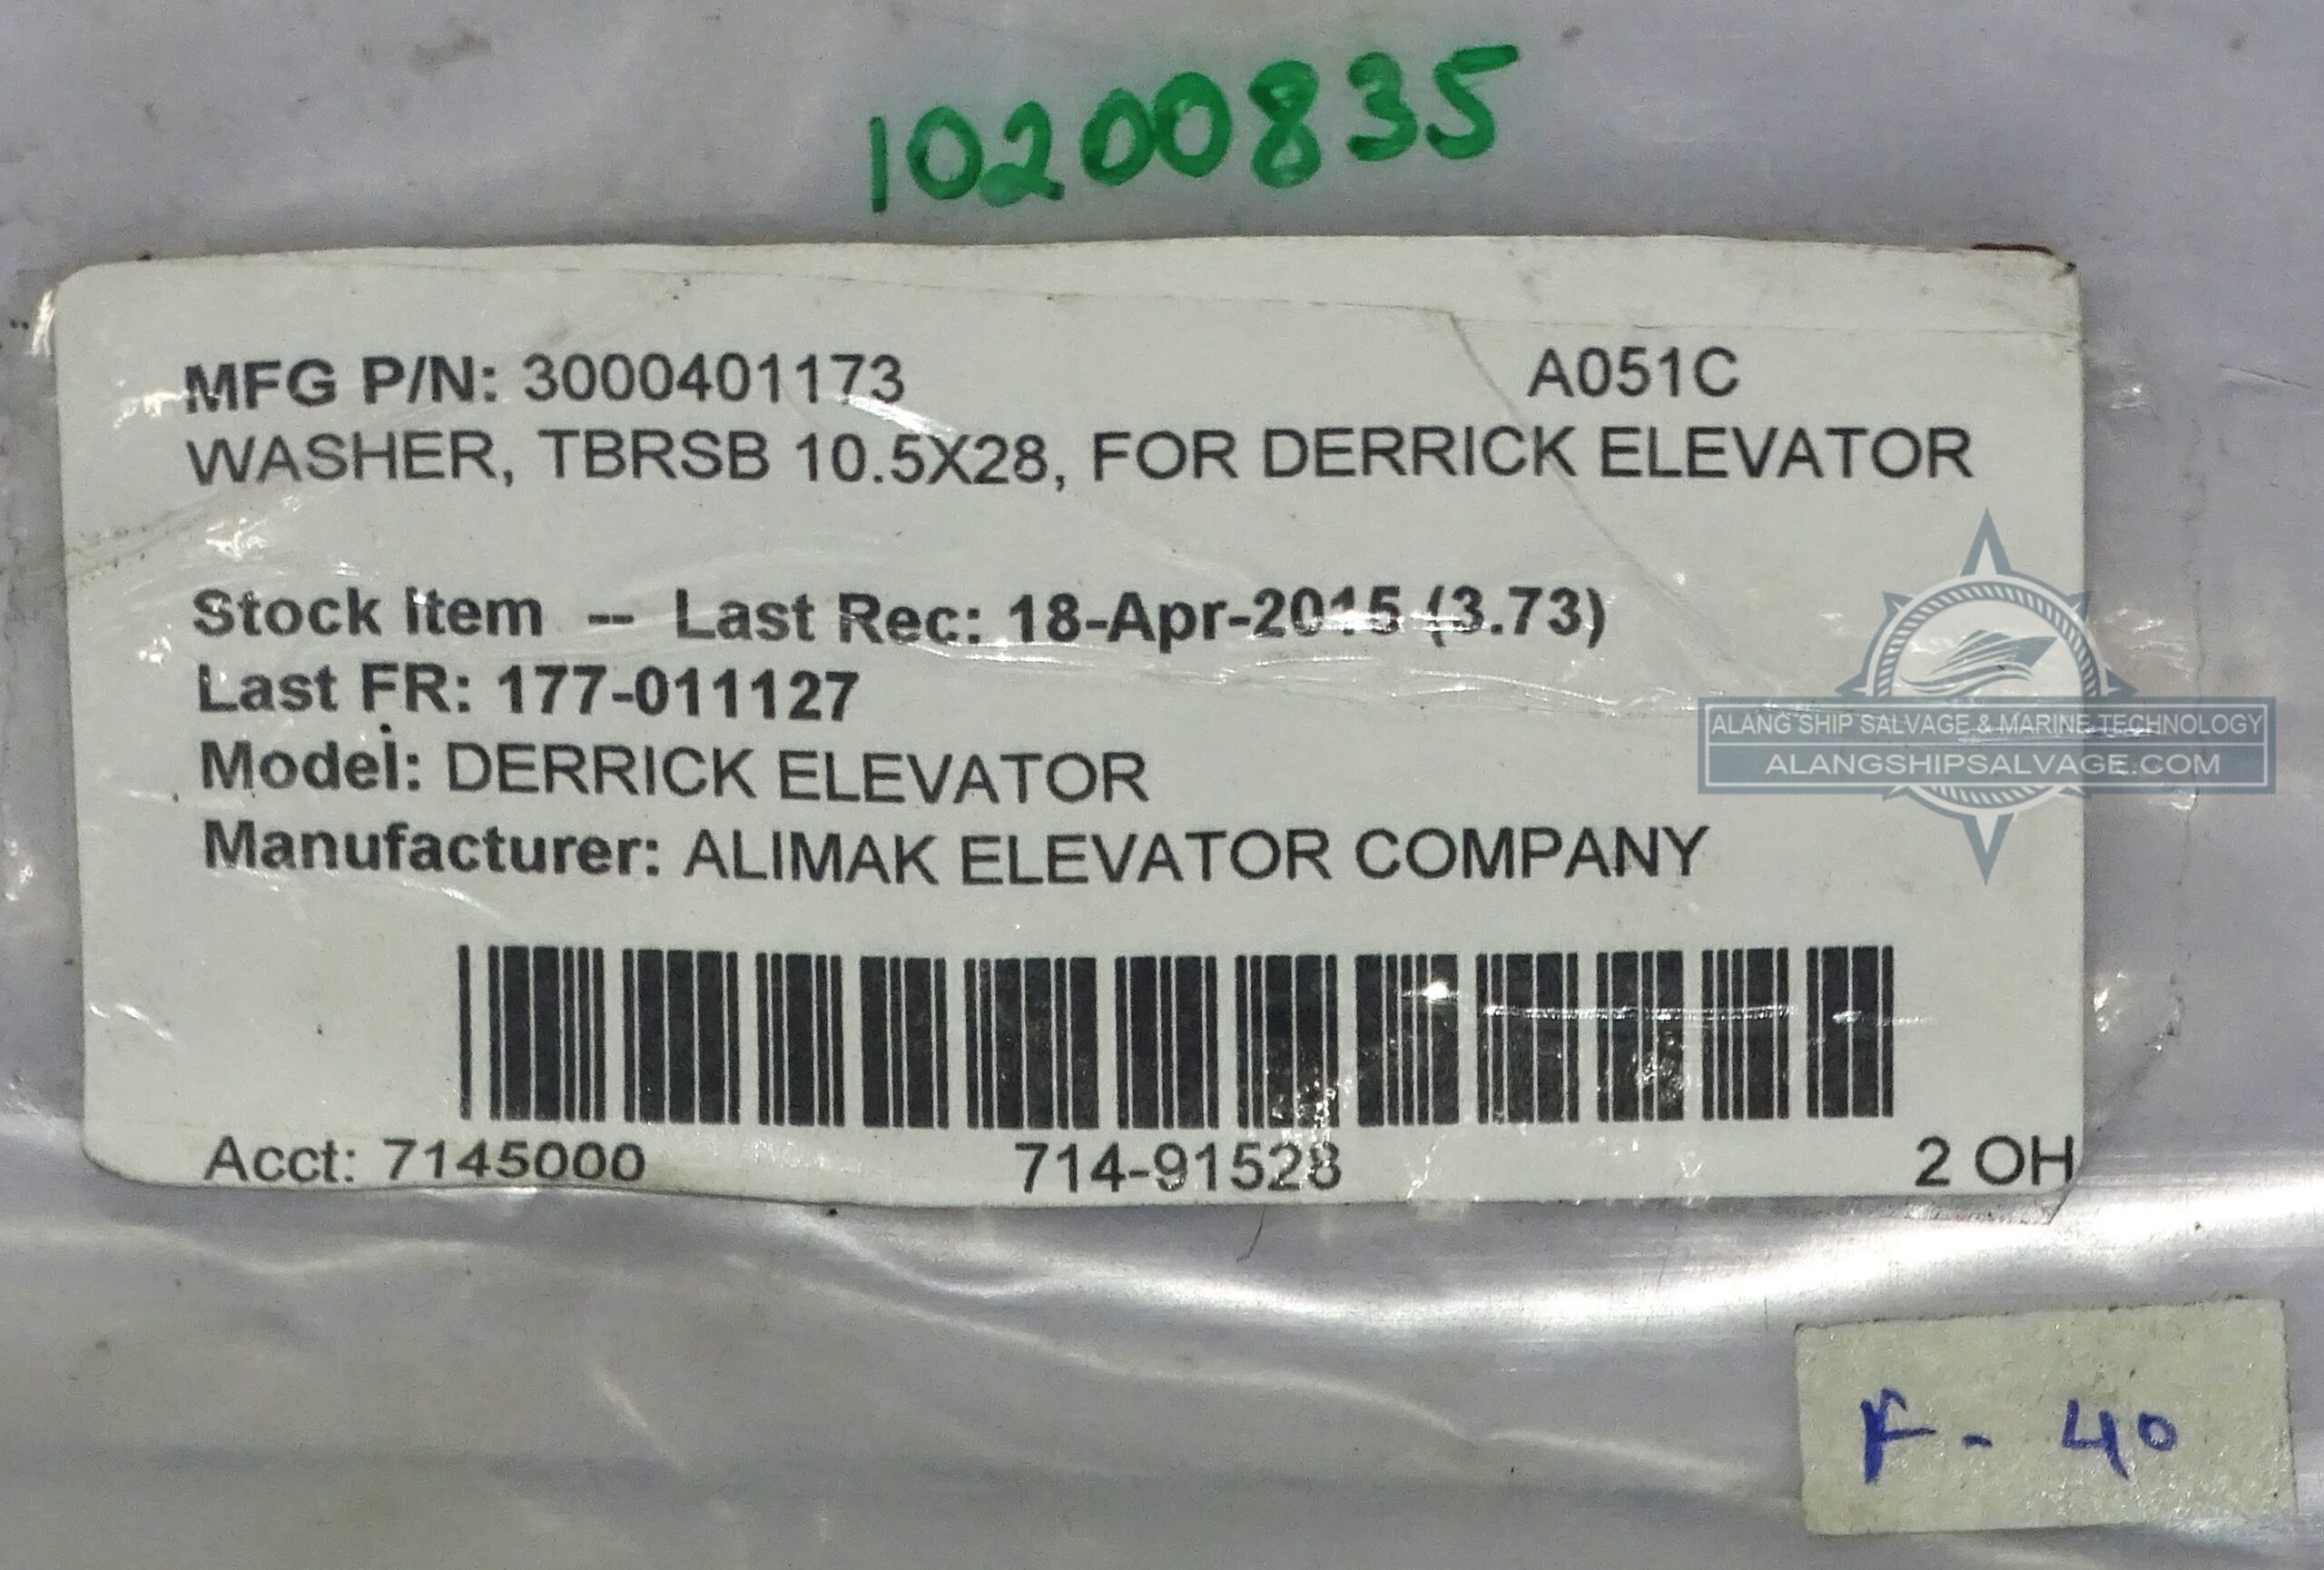 10200835
MFG P/N: 3000401173 A051C
WASHER, TBRSB 10.5X28, FOR DERRICK ELEVATOR
Stock Item -- Last Rec: 18-Apr-2015 (3.73)
Last FR: 177-011127
Model: DERRICK ELEVATOR
Manufacturer: ALIMAK ELEVATOR COMPANY
ALANG SHIP SALVAGE & MARINE TECHNOLOGY
ALANGSHIPSALVAGE.COM
Acct: 7145000 714-91528 2 OH
F- 40